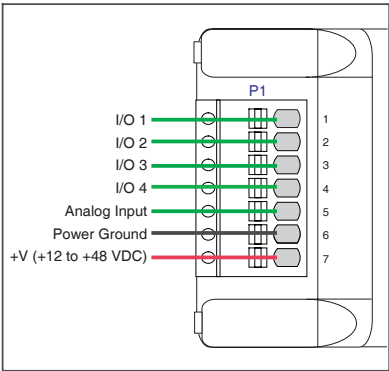 P1
I/O 1 1
I/O 2 2
I/O 3 3
I/O 4 4
Analog Input 5
Power Ground 6
+V (+12 to +48 VDC) 7